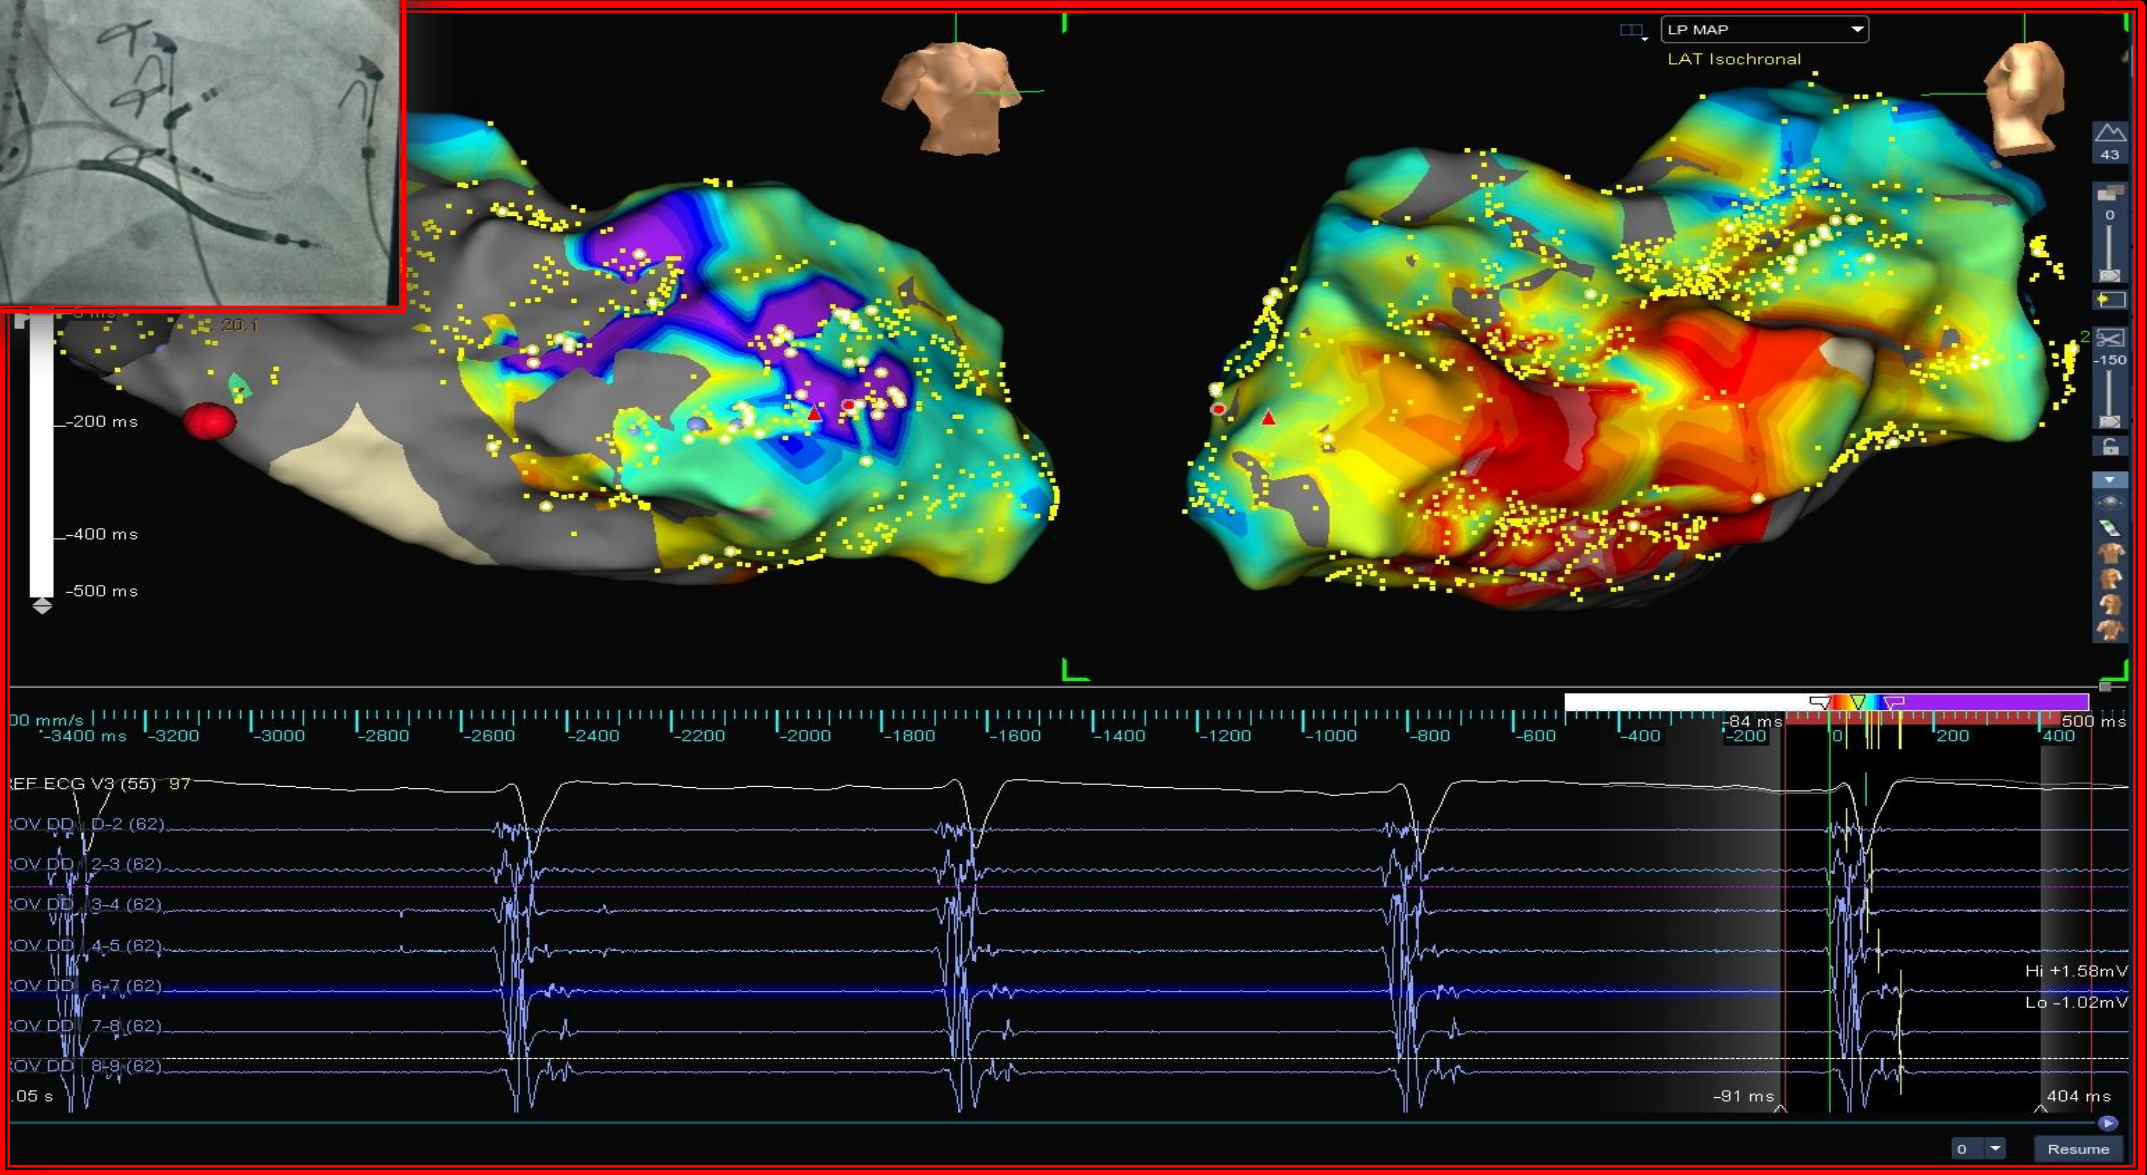 LP MAP
LAT Isochronal
43
0
2
-150
20.1
-200 ms
-400 ms
-500 ms
00 mm/s
-84 ms
500 ms
-3400 ms -3200 -3000 -2800 -2600 -2400 -2200 -2000 -1800 -1600 -1400 -1200 -1000 -800 -600 -400 -200 0 200 400
REF ECG V3 (55) 97
ROV DD D-2 (62)
ROV DD 2-3 (62)
ROV DD 3-4 (62)
ROV DD 4-5 (62)
Hi +1.58mV
ROV DD 6-7 (62)
Lo -1.02mV
ROV DD 7-8 (62)
ROV DD 8-9 (62)
.05 s
-91 ms
404 ms
0
Resume